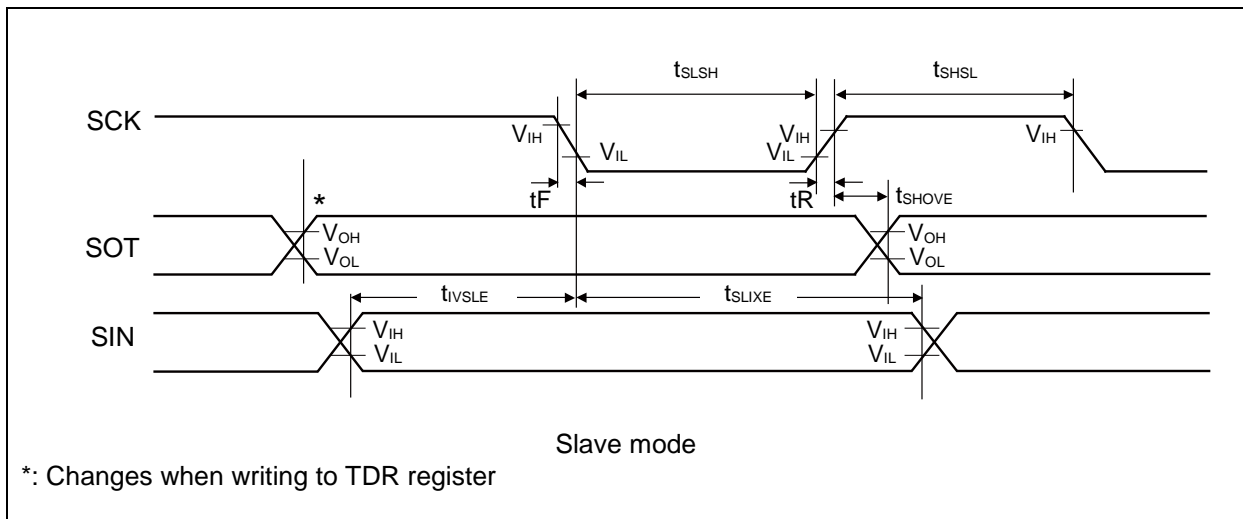 tSLSH tSHSL
SCK VIH VIL VIH VIL VIH
tF tR tSHOVE
*
SOT VOH VOL VOH VOL
tIVSLE tSLIXE
SIN VIH VIL VIH VIL
Slave mode
*: Changes when writing to TDR register